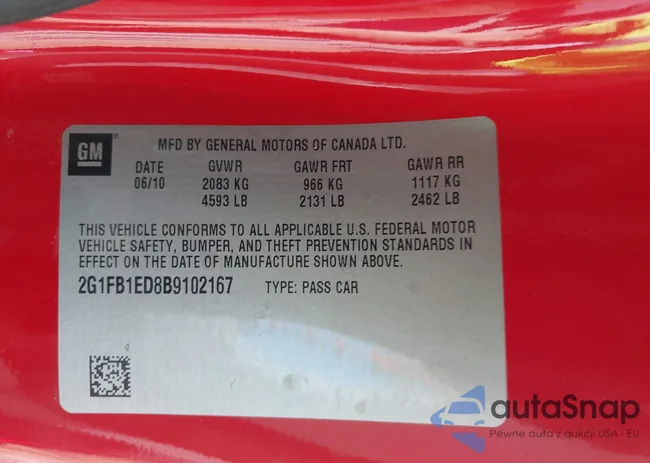 GM
MFD BY GENERAL MOTORS OF CANADA LTD.
DATE GVWR GAWR FRT GAWR RR
06/10 2083 KG 966 KG 1117 KG
4593 LB 2131 LB 2462 LB
THIS VEHICLE CONFORMS TO ALL APPLICABLE U.S. FEDERAL MOTOR
VEHICLE SAFETY, BUMPER, AND THEFT PREVENTION STANDARDS IN
EFFECT ON THE DATE OF MANUFACTURE SHOWN ABOVE.
2G1FB1ED8B9102167 TYPE: PASS CAR
autaSnap
Pewne auta z aukcji USA i EU